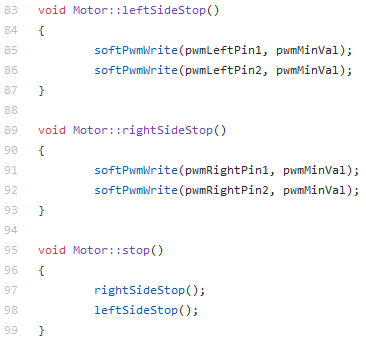 83 void Motor::leftSideStop()
84 {
85 softPwmWrite(pwmLeftPin1, pwmMinVal);
86 softPwmWrite(pwmLeftPin2, pwmMinVal);
87 }
88
89 void Motor::rightSideStop()
90 {
91 softPwmWrite(pwmRightPin1, pwmMinVal);
92 softPwmWrite(pwmRightPin2, pwmMinVal);
93 }
94
95 void Motor::stop()
96 {
97 rightSideStop();
98 leftSideStop();
99 }